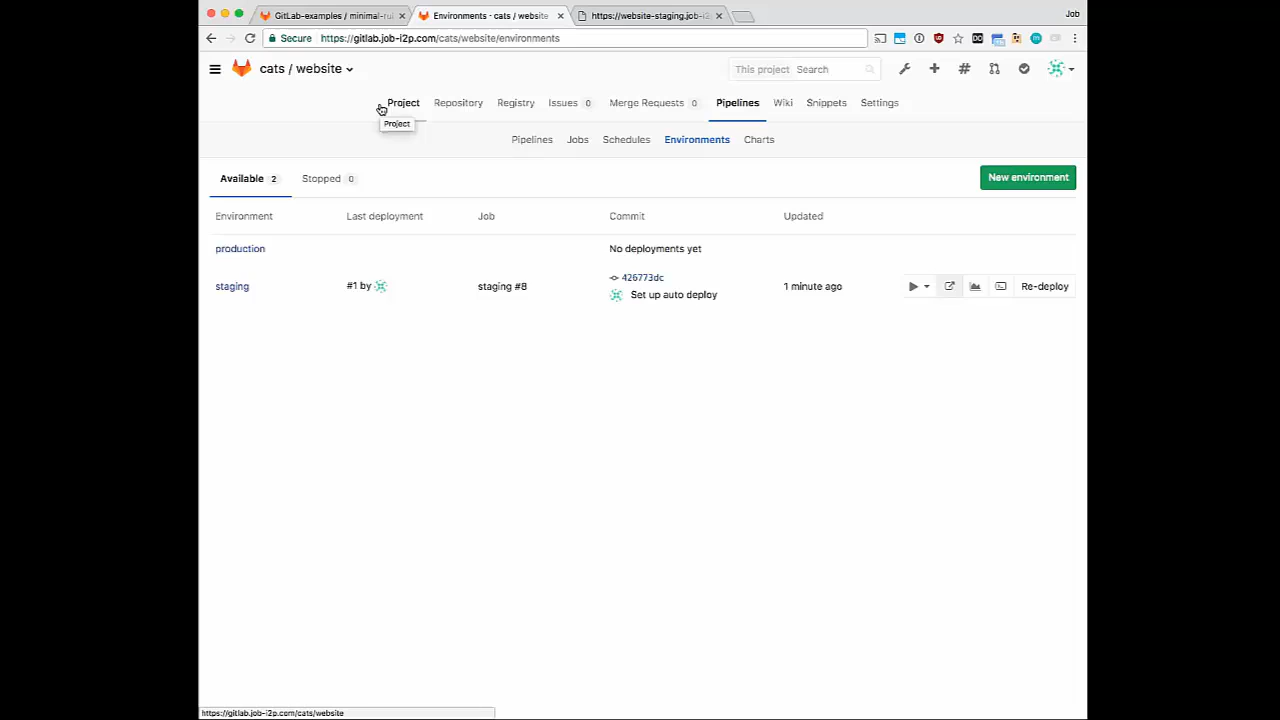 GitLab-examples / minimal-ru
Environments · cats / website
https://website-staging.job-i2p
Job
Secure https://gitlab.job-i2p.com/cats/website/environments
cats / website
This project Search
Project Repository Registry Issues 0 Merge Requests 0 Pipelines Wiki Snippets Settings
Project
Pipelines Jobs Schedules Environments Charts
Available 2 Stopped 0
New environment
Environment Last deployment Job Commit Updated
production No deployments yet
staging #1 by staging #8 426773dc 1 minute ago Re-deploy
Set up auto deploy
https://gitlab.job-i2p.com/cats/website